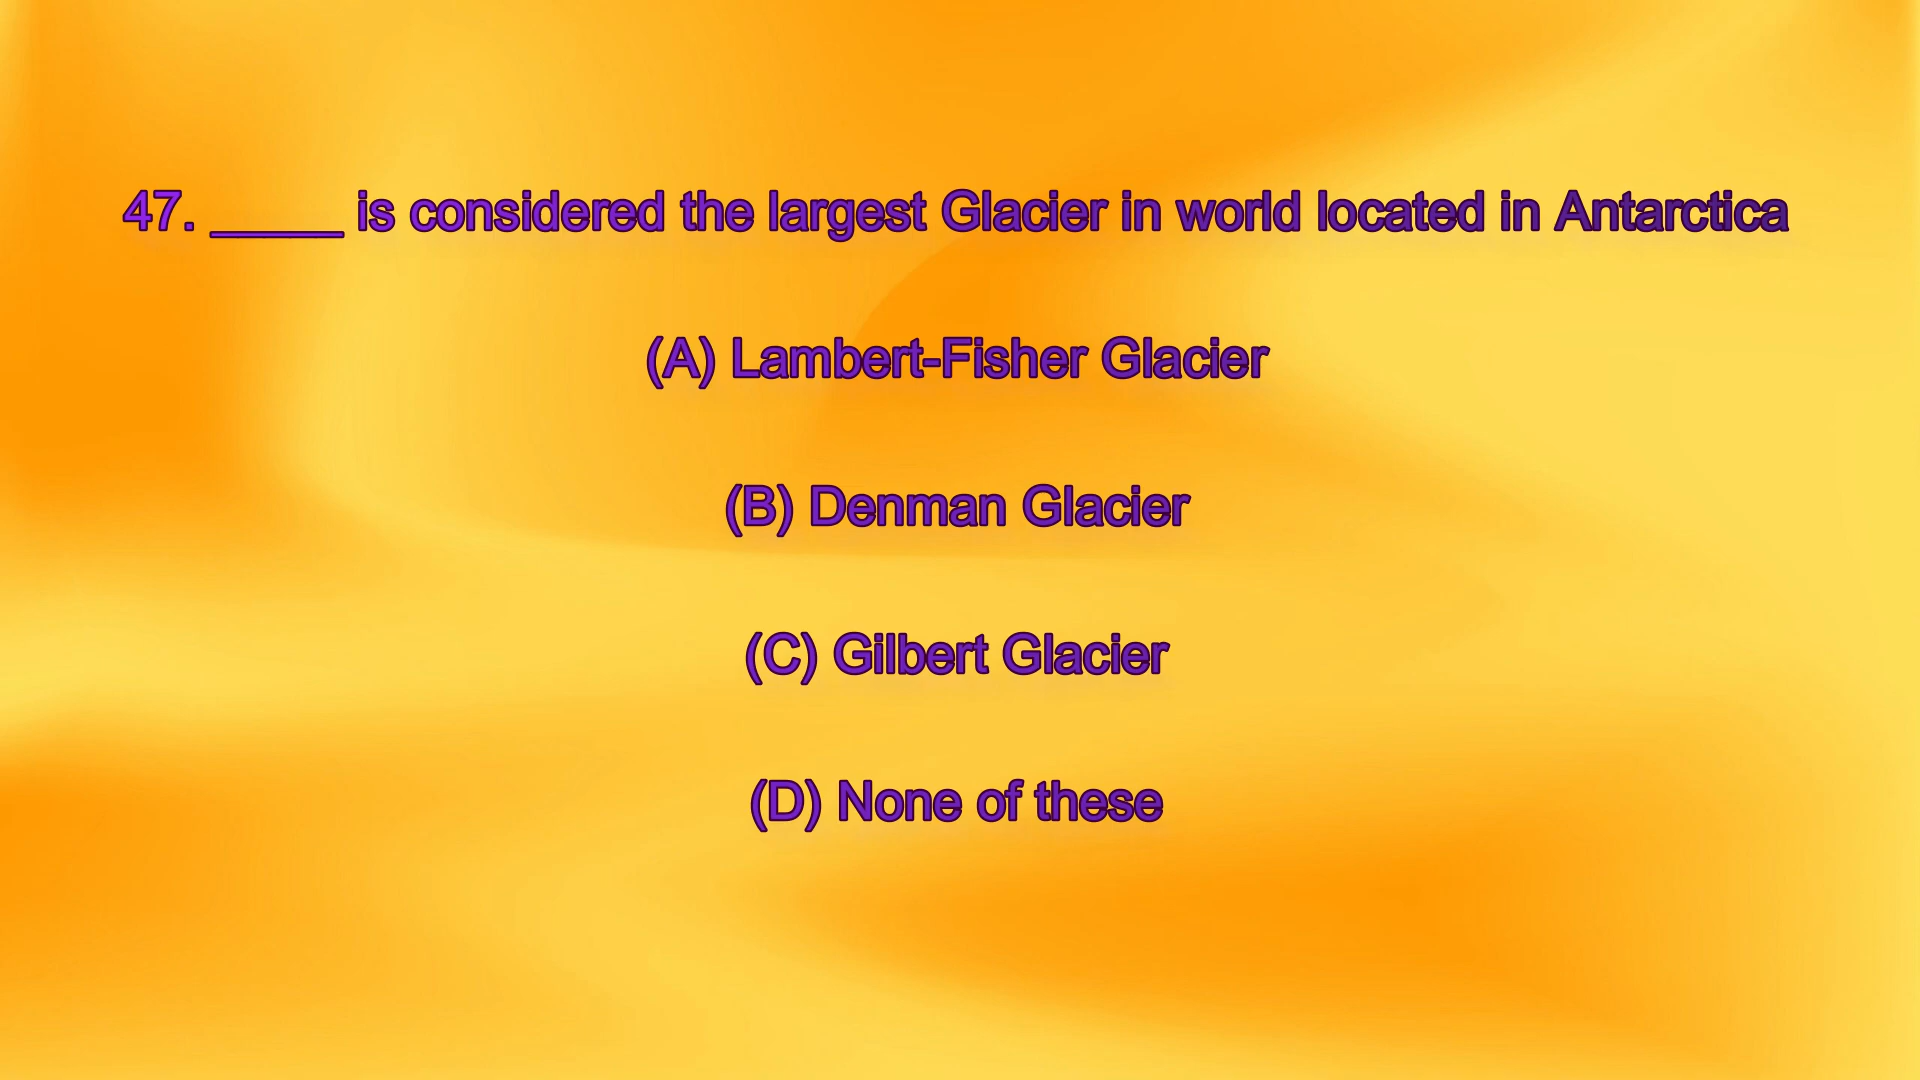 47. _____ is considered the largest Glacier in world located in Antarctica
(A) Lambert-Fisher Glacier
(B) Denman Glacier
(C) Gilbert Glacier
(D) None of these